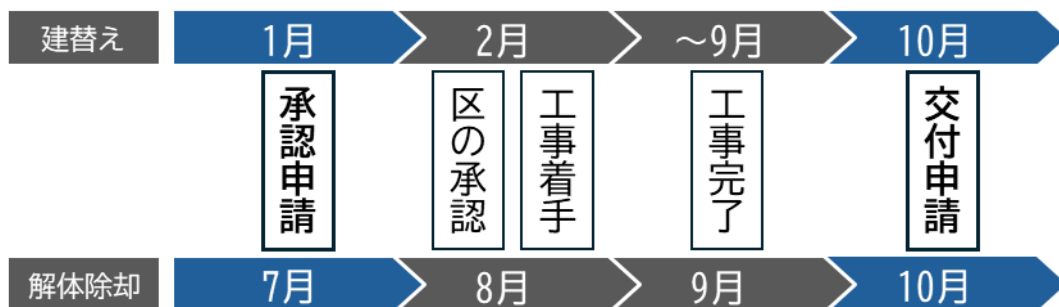 建替え 1月 2月 ～9月 10月
承認申請 区の承認 工事着手 工事完了 交付申請
解体除却 7月 8月 9月 10月